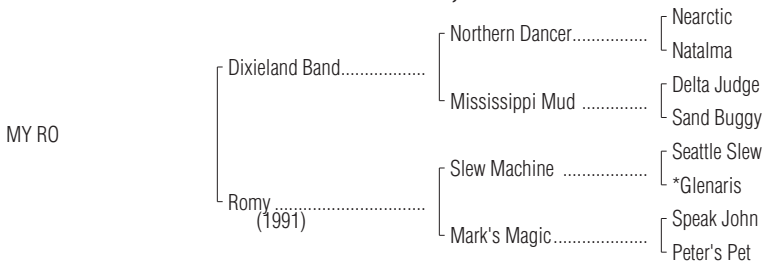 Nearctic
Northern Dancer................
Natalma
Dixieland Band..................
Delta Judge
Mississippi Mud ..............
Sand Buggy
MY RO
Seattle Slew
Slew Machine ..................
*Glenaris
Romy ................................
(1991)
Speak John
Mark's Magic....................
Peter's Pet